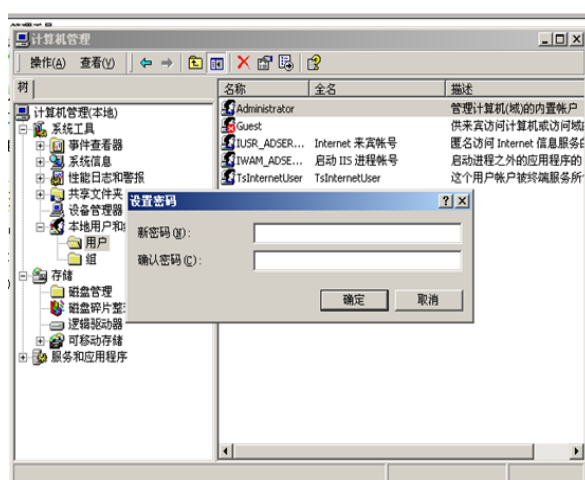 计算机管理
操作(A) 查看(V)
树
名称 全名 描述
计算机管理(本地)
系统工具
事件查看器
系统信息
性能日志和警报
共享文件夹
设备管理器
本地用户和
用户
组
存储
磁盘管理
磁盘碎片整
逻辑驱动器
可移动存储
服务和应用程序
Administrator 管理计算机(域)的内置帐户
Guest 供来宾访问计算机或访问域
IUSR_ADSER... Internet 来宾帐号 匿名访问 Internet 信息服务
IWAM_ADSE... 启动 IIS 进程帐号 启动进程之外的应用程序的
TsInternetUser TsInternetUser 这个用户帐户被终端服务所
设置密码
新密码(N):
确认密码(C):
确定 取消